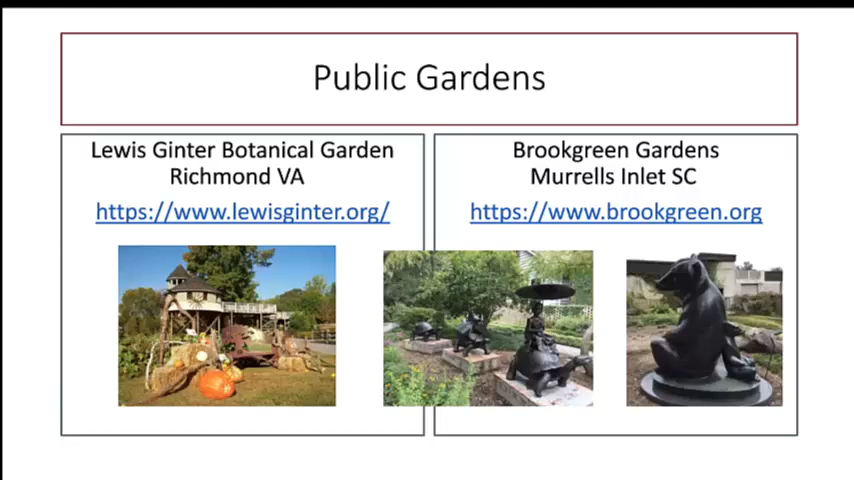 Public Gardens
Lewis Ginter Botanical Garden
Richmond VA
https://www.lewisginter.org/
Brookgreen Gardens
Murrells Inlet SC
https://www.brookgreen.org